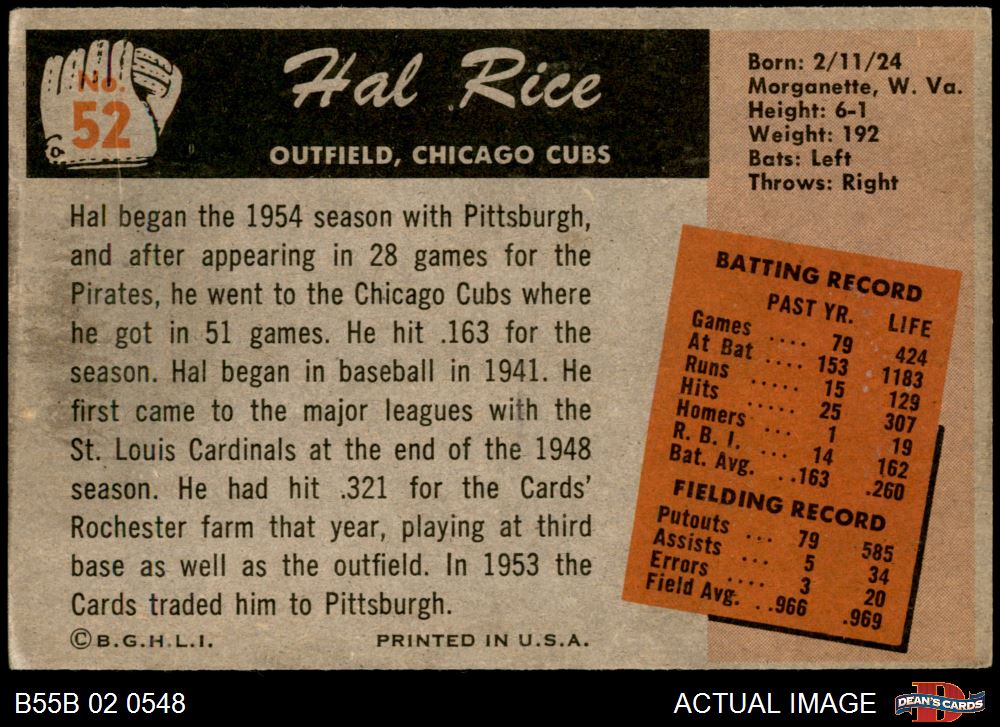 No.
52
Hal Rice
OUTFIELD, CHICAGO CUBS
Born: 2/11/24
Morganette, W. Va.
Height: 6-1
Weight: 192
Bats: Left
Throws: Right
Hal began the 1954 season with Pittsburgh,
and after appearing in 28 games for the
Pirates, he went to the Chicago Cubs where
he got in 51 games. He hit .163 for the
season. Hal began in baseball in 1941. He
first came to the major leagues with the
St. Louis Cardinals at the end of the 1948
season. He had hit .321 for the Cards'
Rochester farm that year, playing at third
base as well as the outfield. In 1953 the
Cards traded him to Pittsburgh.
©B.G.H.L.I. PRINTED IN U.S.A.
BATTING RECORD
PAST YR. LIFE
Games .... 79 424
At Bat .... 153 1183
Runs ..... 15 129
Hits ..... 25 307
Homers ... 1 19
R. B. I. ... 14 162
Bat. Avg. ..163 .260
FIELDING RECORD
Putouts ... 79 585
Assists ... 5 34
Errors .... 3 20
Field Avg. ..966 .969
B55B 02 0548
ACTUAL IMAGE
D
DEAN'S CARDS